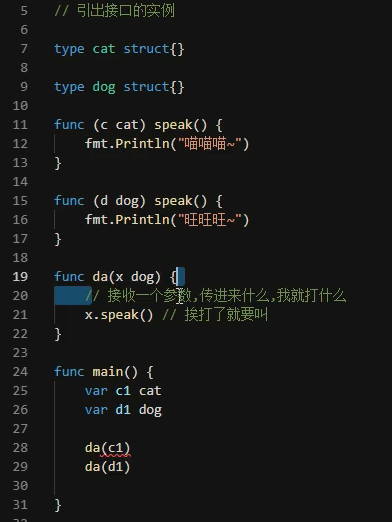 5 // 引出接口的实例
6
7 type cat struct{}
8
9 type dog struct{}
10
11 func (c cat) speak() {
12 fmt.Println("喵喵喵~")
13 }
14
15 func (d dog) speak() {
16 fmt.Println("旺旺旺~")
17 }
18
19 func da(x dog) {
20 // 接收一个参数,传进来什么,我就打什么
21 x.speak() // 挨打了就要叫
22 }
23
24 func main() {
25 var c1 cat
26 var d1 dog
27
28 da(c1)
29 da(d1)
30
31 }